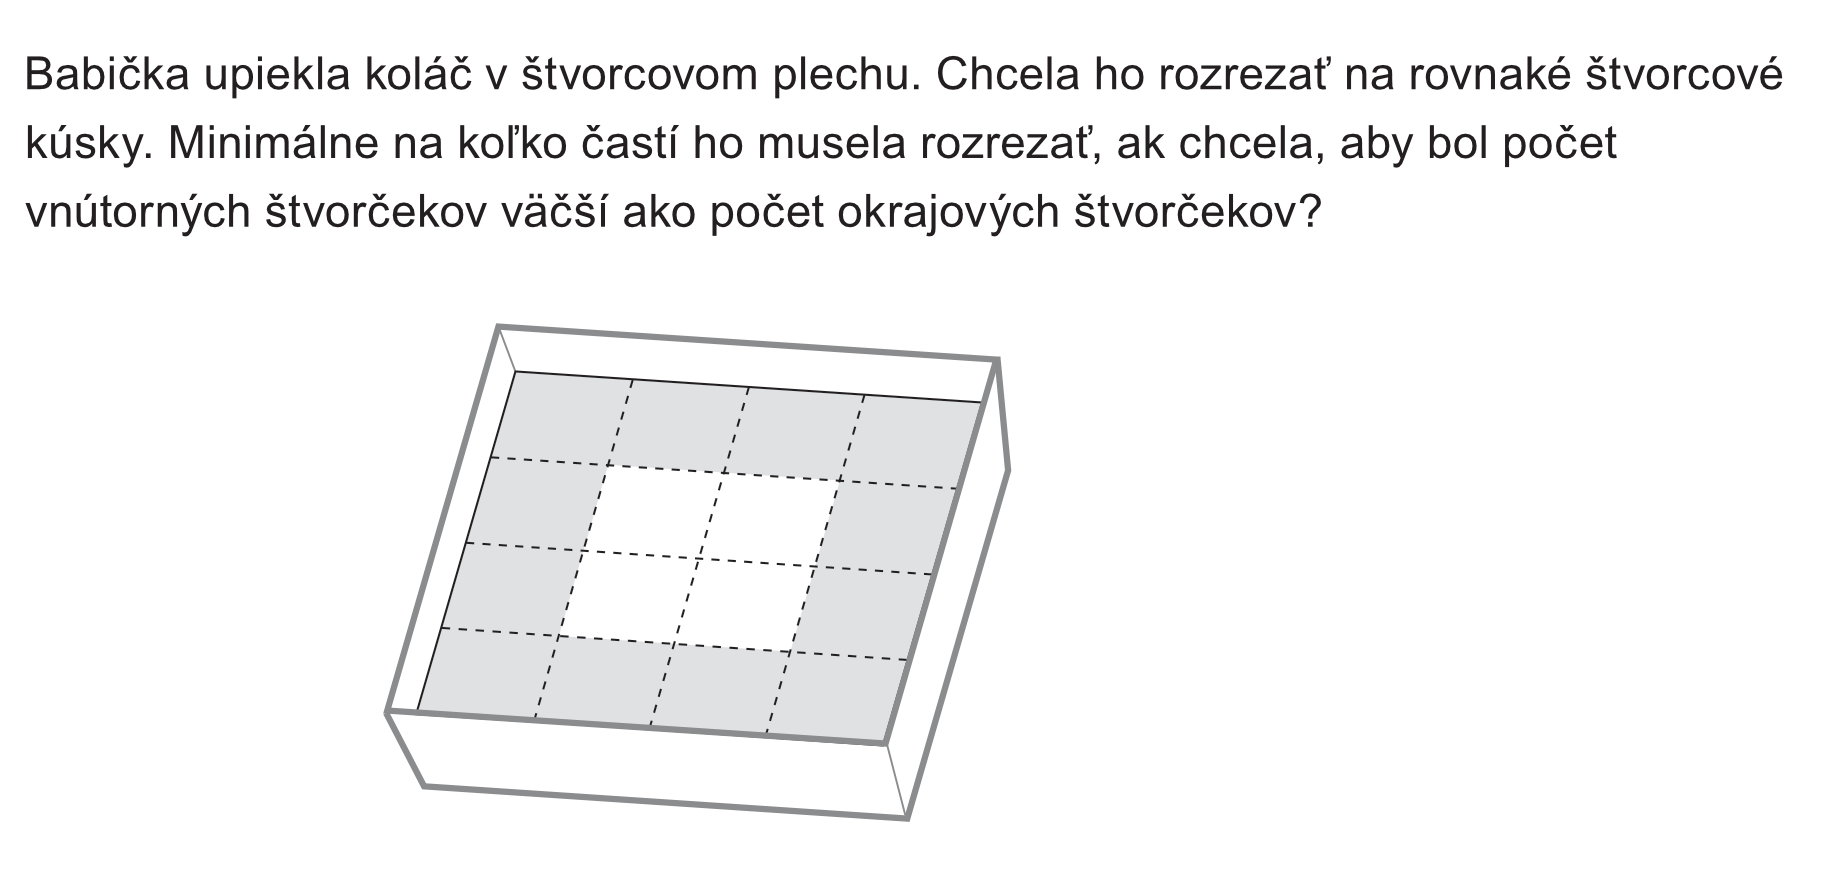 Babička upiekla koláč v štvorcovom plechu. Chcela ho rozrezať na rovnaké štvorcové
kúsky. Minimálne na koľko častí ho musela rozrezať, ak chcela, aby bol počet
vnútorných štvorčekov väčší ako počet okrajových štvorčekov?